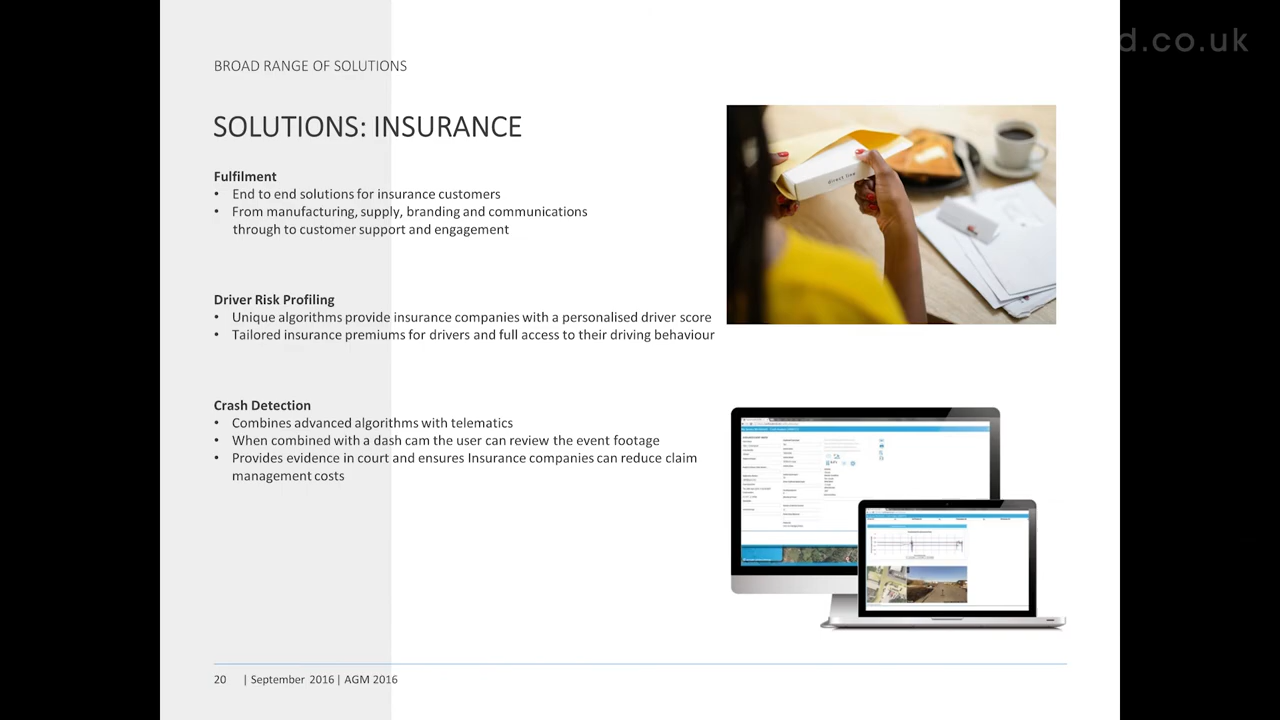 d.co.uk
BROAD RANGE OF SOLUTIONS
SOLUTIONS: INSURANCE
Fulfilment
• End to end solutions for insurance customers
• From manufacturing, supply, branding and communications
through to customer support and engagement
direct line
Driver Risk Profiling
• Unique algorithms provide insurance companies with a personalised driver score
• Tailored insurance premiums for drivers and full access to their driving behaviour
Crash Detection
• Combines advanced algorithms with telematics
• When combined with a dash cam the user can review the event footage
• Provides evidence in court and ensures Insurance companies can reduce claim
management costs
20 | September 2016 | AGM 2016